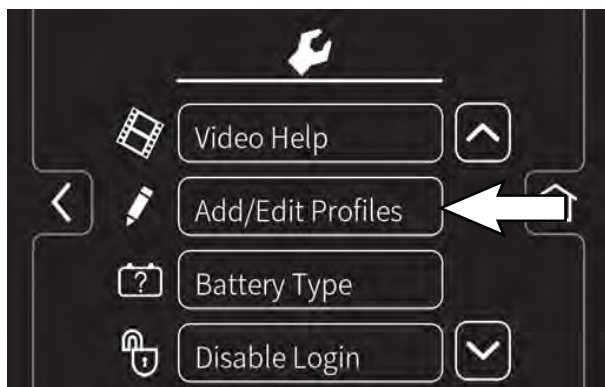 Video Help
Add/Edit Profiles
?
Battery Type
Disable Login